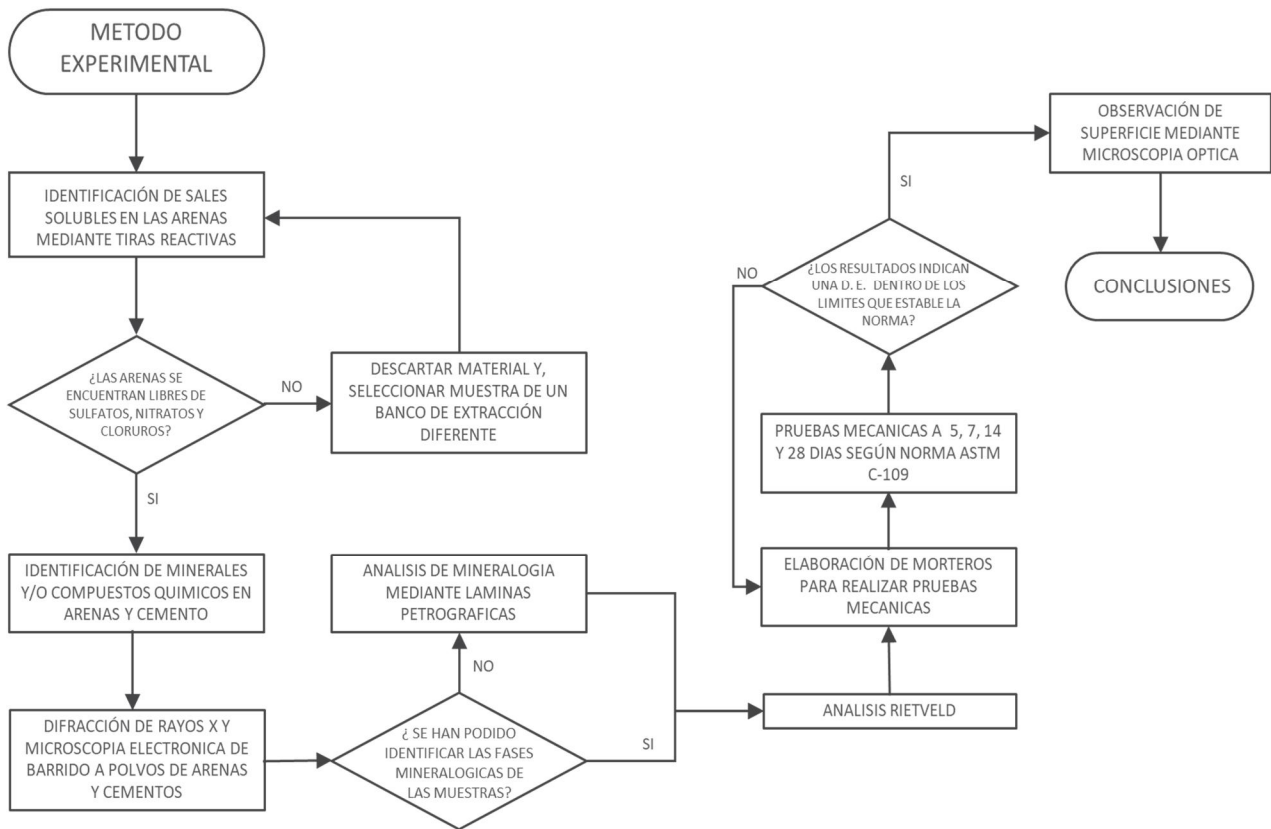 METODO
EXPERIMENTAL
IDENTIFICACIÓN DE SALES
SOLUBLES EN LAS ARENAS
MEDIANTE TIRAS REACTIVAS
¿LAS ARENAS SE
ENCUENTRAN LIBRES DE
SULFATOS, NITRATOS Y
CLORUROS?
NO
DESCARTAR MATERIAL Y,
SELECCIONAR MUESTRA DE UN
BANCO DE EXTRACCIÓN
DIFERENTE
SI
IDENTIFICACIÓN DE MINERALES
Y/O COMPUESTOS QUIMICOS EN
ARENAS Y CEMENTO
DIFRACCIÓN DE RAYOS X Y
MICROSCOPIA ELECTRONICA DE
BARRIDO A POLVOS DE ARENAS
Y CEMENTOS
¿ SE HAN PODIDO
IDENTIFICAR LAS FASES
MINERALOGICAS DE
LAS MUESTRAS?
NO
ANALISIS DE MINERALOGIA
MEDIANTE LAMINAS
PETROGRAFICAS
SI
ANALISIS RIETVELD
ELABORACIÓN DE MORTEROS
PARA REALIZAR PRUEBAS
MECANICAS
PRUEBAS MECANICAS A 5, 7, 14
Y 28 DIAS SEGÚN NORMA ASTM
C-109
¿LOS RESULTADOS INDICAN
UNA D. E. DENTRO DE LOS
LIMITES QUE ESTABLE LA
NORMA?
NO
SI
OBSERVACIÓN DE
SUPERFICIE MEDIANTE
MICROSCOPIA OPTICA
CONCLUSIONES